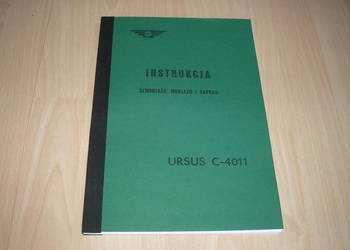 INSTRUKCJA
DEMONTAŻU, MONTAŻU I NAPRAW
URSUS C-4011